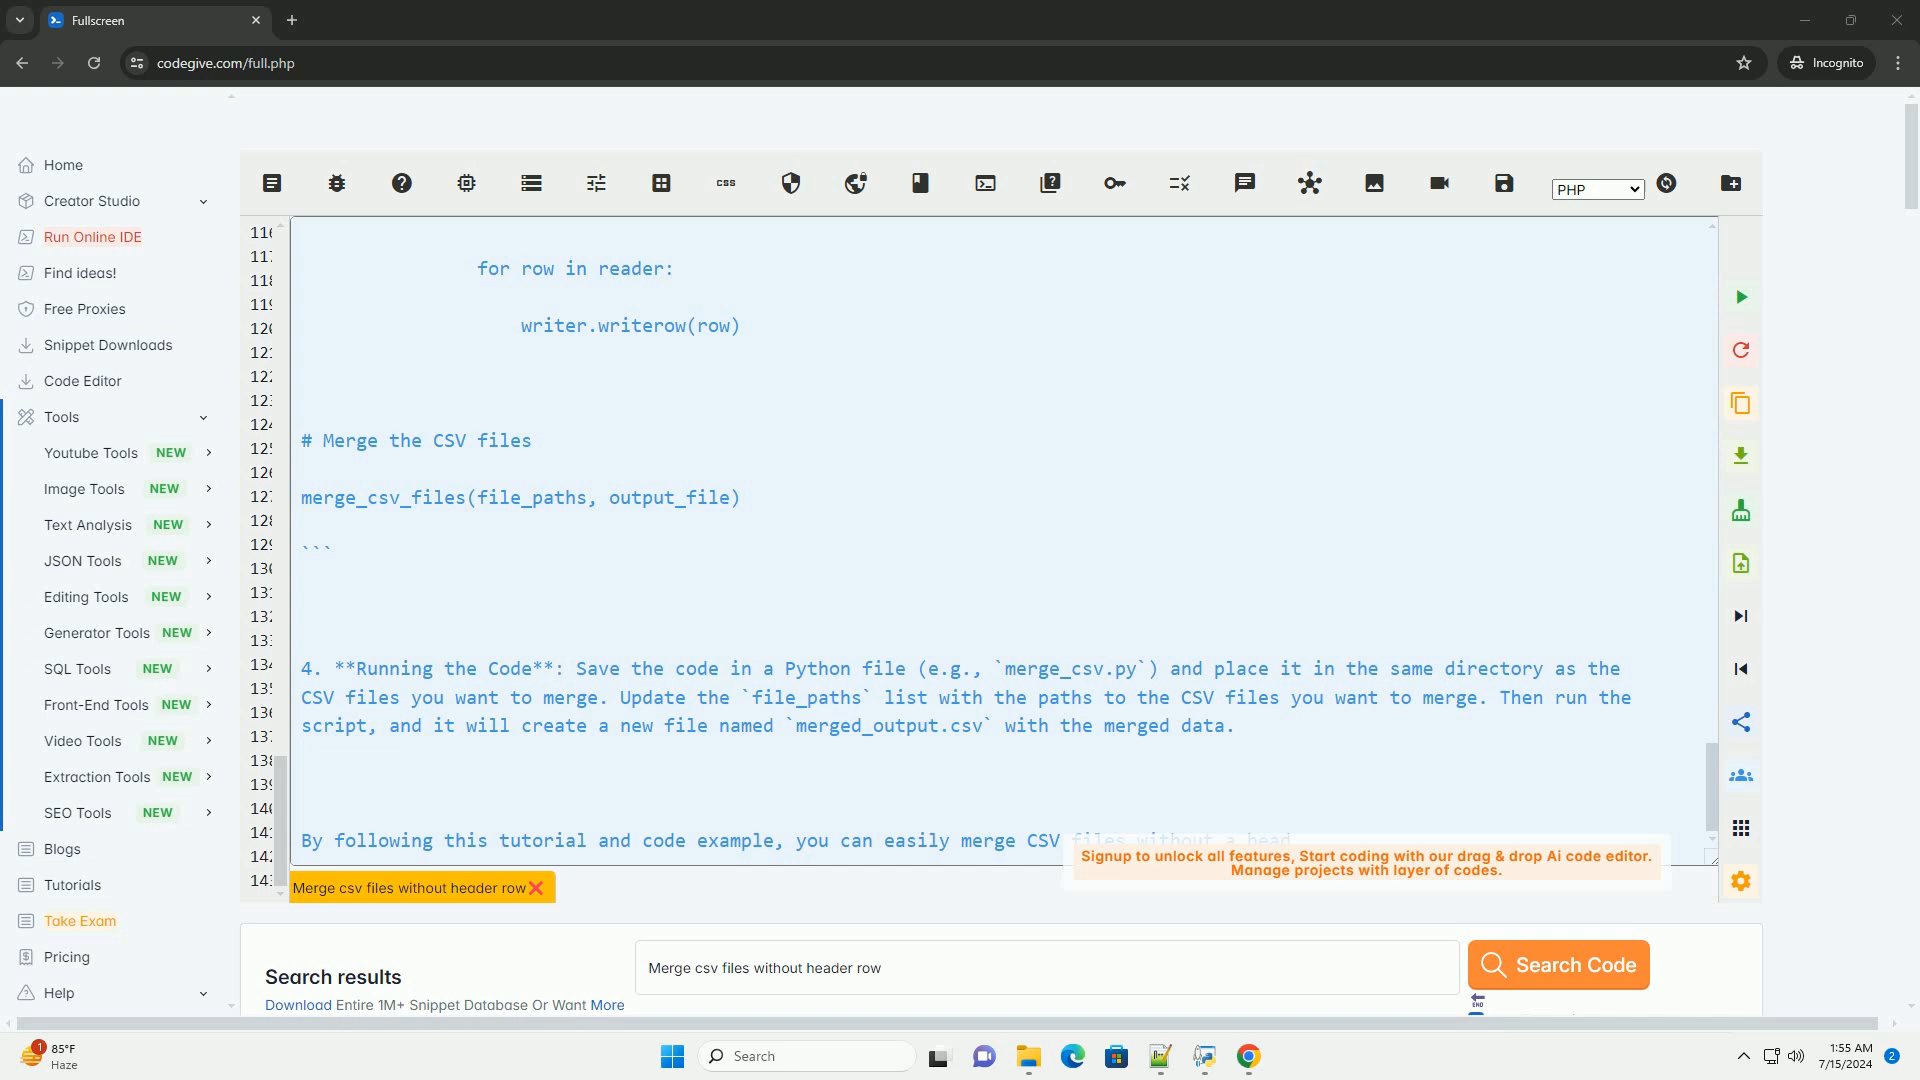 Fullscreen
codegive.com/full.php
Incognito
Home
Creator Studio
Run Online IDE
Find ideas!
Free Proxies
Snippet Downloads
Code Editor
Tools
Youtube Tools NEW
Image Tools NEW
Text Analysis NEW
JSON Tools NEW
Editing Tools NEW
Generator Tools NEW
SQL Tools NEW
Front-End Tools NEW
Video Tools NEW
Extraction Tools NEW
SEO Tools NEW
Blogs
Tutorials
Take Exam
Pricing
Help
css
PHP
for row in reader:
writer.writerow(row)
# Merge the CSV files
merge_csv_files(file_paths, output_file)
```
4. **Running the Code**: Save the code in a Python file (e.g., `merge_csv.py`) and place it in the same directory as the
CSV files you want to merge. Update the `file_paths` list with the paths to the CSV files you want to merge. Then run the
script, and it will create a new file named `merged_output.csv` with the merged data.
By following this tutorial and code example, you can easily merge CSV files without a head
Signup to unlock all features, Start coding with our drag & drop Ai code editor.
Manage projects with layer of codes.
Merge csv files without header row
Search results
Download Entire 1M+ Snippet Database Or Want More
Merge csv files without header row
Search Code
END
1
85°F
Haze
Search
1:55 AM
7/15/2024
2